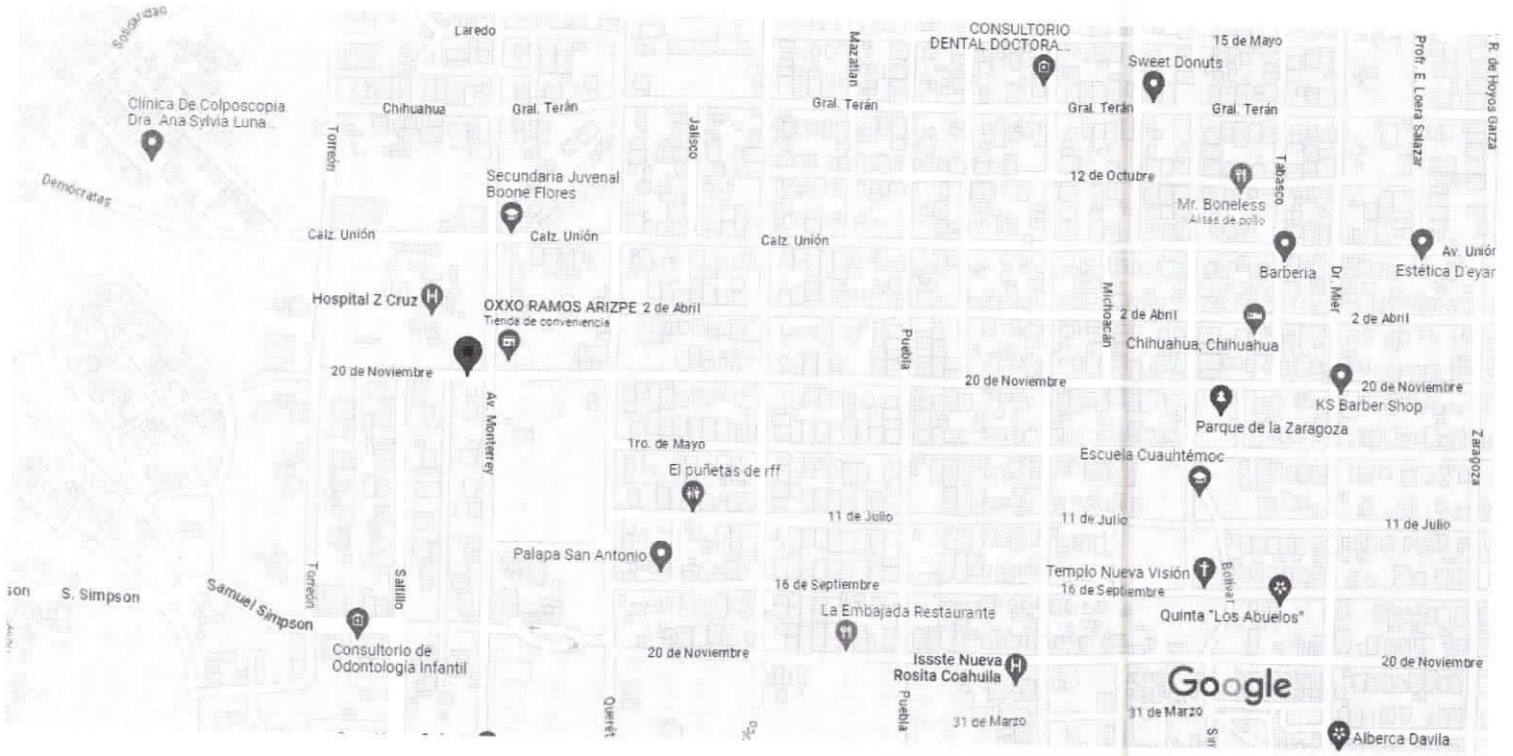 Solidaridad
Laredo
Mazatlan
CONSULTORIO
DENTAL DOCTORA...
15 de Mayo
Sweet Donuts
Profr. E. Loera Salazar
R. de Hoyos Garza
Clínica De Colposcopia.
Dra. Ana Sylvia Luna...
Chihuahua
Gral. Terán
Gral. Terán
Gral. Terán
Gral. Terán
Torreón
Jalisco
Demócratas
Secundaria Juvenal
Boone Flores
12 de Octubre
Tabasco
Mr. Boneless
Alitas de pollo
Calz. Unión
Calz. Unión
Calz. Unión
Barberia
Av. Unión
Estética D'eyar
Hospital Z Cruz
OXXO RAMOS ARIZPE
Tienda de conveniencia
2 de Abril
Michoacán
2 de Abril
Dr. Mier
2 de Abril
Chihuahua, Chihuahua
Puebla
20 de Noviembre
20 de Noviembre
20 de Noviembre
KS Barber Shop
Av. Monterrey
Parque de la Zaragoza
1ro. de Mayo
Escuela Cuauhtémoc
Zaragoza
El puñetas de rff
11 de Julio
11 de Julio
11 de Julio
Palapa San Antonio
Templo Nueva Visión
Bolívar
son
S. Simpson
Samuel Simpson
Torreón
Saltillo
16 de Septiembre
16 de Septiembre
La Embajada Restaurante
Quinta "Los Abuelos"
Consultorio de
Odontología Infantil
20 de Noviembre
Issste Nueva
Rosita Coahuila
20 de Noviembre
Google
Querét
Puebla
31 de Marzo
31 de Marzo
Sim
Alberca Davila